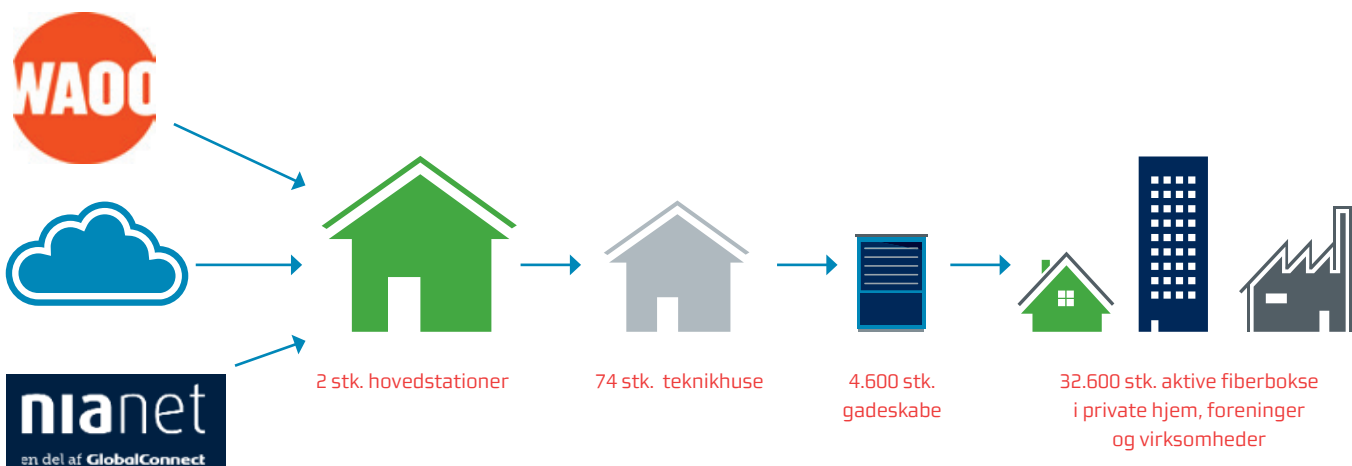 WAOO
nianet
en del af GlobalConnect
2 stk. hovedstationer
74 stk. teknikhuse
4.600 stk.
gadeskabe
32.600 stk. aktive fiberbokse
i private hjem, foreninger
og virksomheder